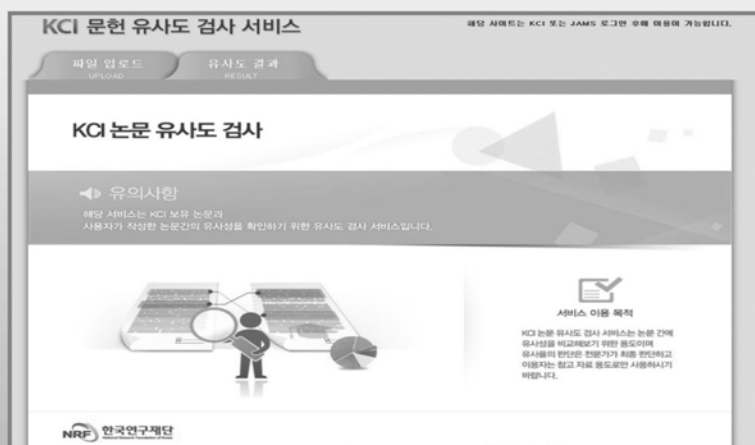 KCI 문헌 유사도 검사 서비스
해당 사이트는 KCI 또는 JAMS 로그인 후에 이용이 가능합니다.
파일 업로드
UPLOAD
유사도 결과
RESULT
KCI 논문 유사도 검사
유의사항
해당 서비스는 KCI 보유 논문과
사용자가 작성한 논문간의 유사성을 확인하기 위한 유사도 검사 서비스입니다.
서비스 이용 목적
KCI 논문 유사도 검사 서비스는 논문 간에
유사성을 비교해보기 위한 용도이며
유사율의 판단은 전문가가 최종 판단하고
이용자는 참고 자료 용도로만 사용하시기
바랍니다.
NRF 한국연구재단
National Research Foundation of Korea